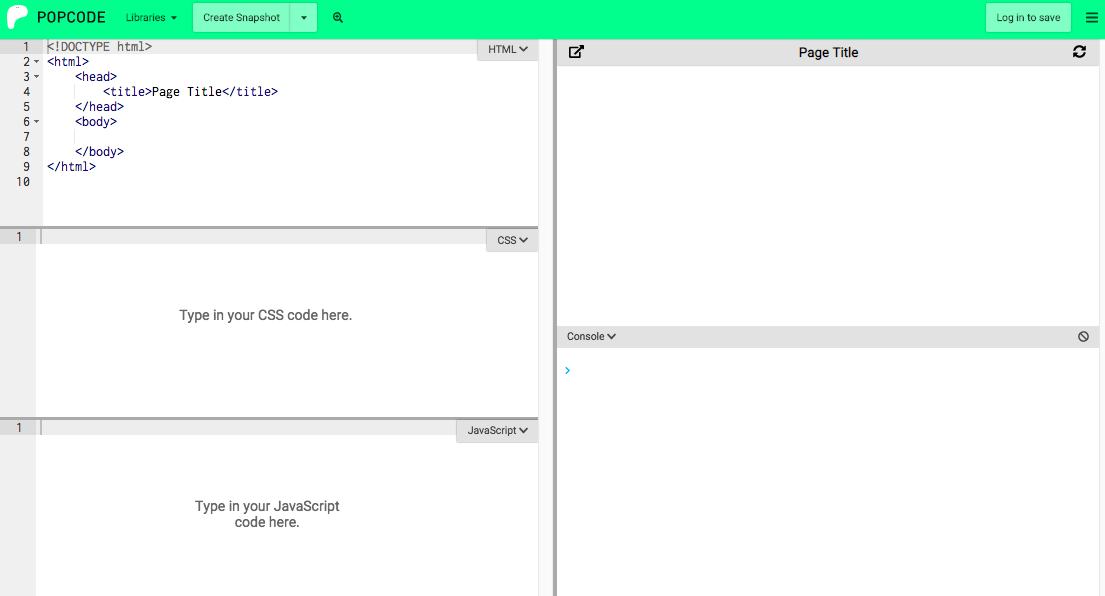 POPCODE Libraries Create Snapshot Log in to save
1 <!DOCTYPE html> HTML
2 <html>
3 <head>
4 <title>Page Title</title>
5 </head>
6 <body>
7
8 </body>
9 </html>
10
1 CSS
Type in your CSS code here.
1 JavaScript
Type in your JavaScript
code here.
Page Title
Console